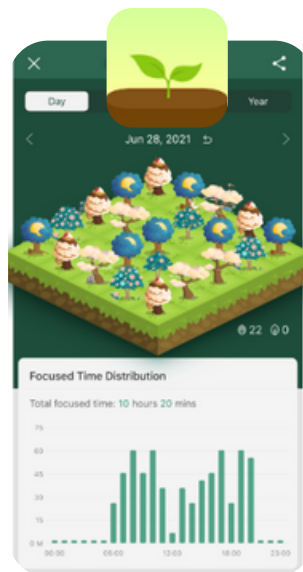 Day
Year
Jun 28, 2021
22
0
Focused Time Distribution
Total focused time: 10 hours 20 mins
75
60
45
30
15
0 M
00:00 06:00 12:00 18:00 23:00